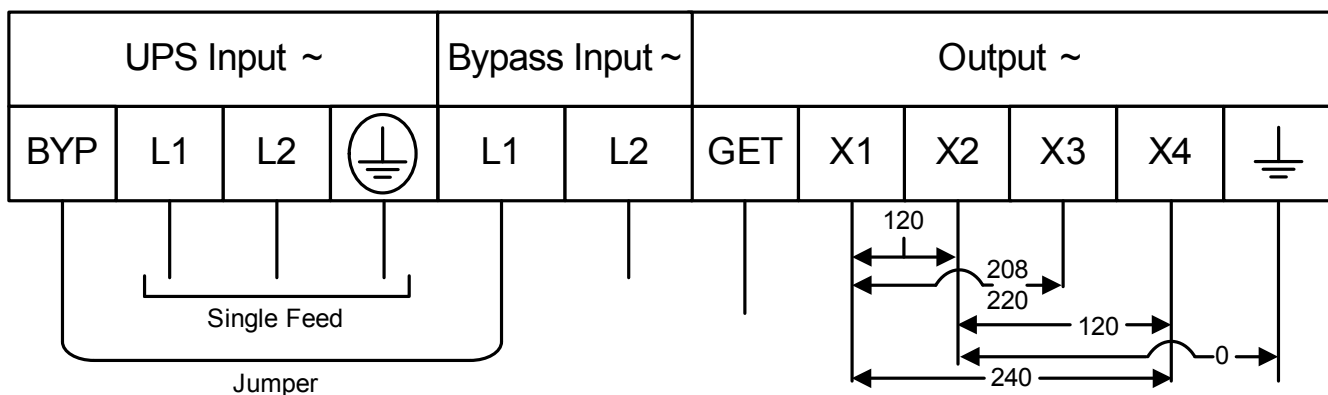 UPS Input ~
Bypass Input ~
Output ~
BYP
L1
L2
L1
L2
GET
X1
X2
X3
X4
120
208
220
Single Feed
120
0
Jumper
240